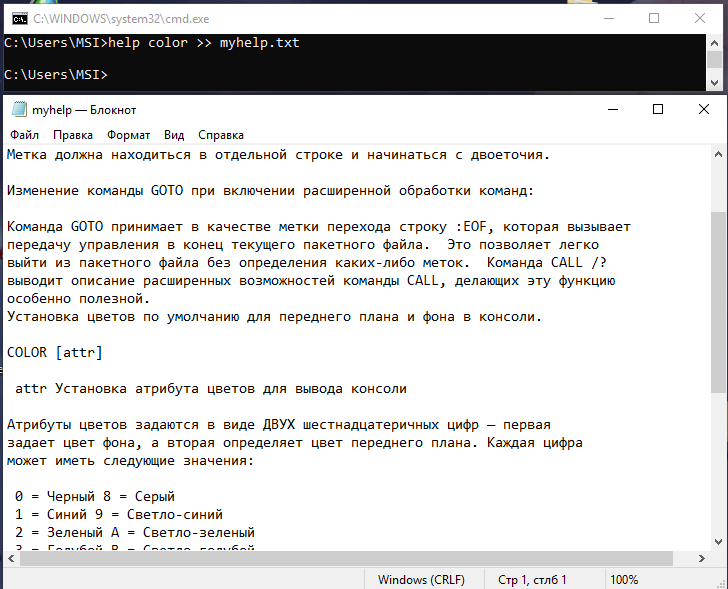 C:\WINDOWS\system32\cmd.exe
C:\Users\MSI>help color >> myhelp.txt
C:\Users\MSI>
myhelp — Блокнот
Файл Правка Формат Вид Справка
Метка должна находиться в отдельной строке и начинаться с двоеточия.
Изменение команды GOTO при включении расширенной обработки команд:
Команда GOTO принимает в качестве метки перехода строку :EOF, которая вызывает
передачу управления в конец текущего пакетного файла.  Это позволяет легко
выйти из пакетного файла без определения каких-либо меток.  Команда CALL /?
выводит описание расширенных возможностей команды CALL, делающих эту функцию
особенно полезной.
Установка цветов по умолчанию для переднего плана и фона в консоли.
COLOR [attr]
attr Установка атрибута цветов для вывода консоли
Атрибуты цветов задаются в виде ДВУХ шестнадцатеричных цифр — первая
задает цвет фона, а вторая определяет цвет переднего плана. Каждая цифра
может иметь следующие значения:
0 = Черный 8 = Серый
1 = Синий 9 = Светло-синий
2 = Зеленый A = Светло-зеленый
3 = Голубой B = Светло-голубой
Windows (CRLF) Стр 1, стлб 1 100%